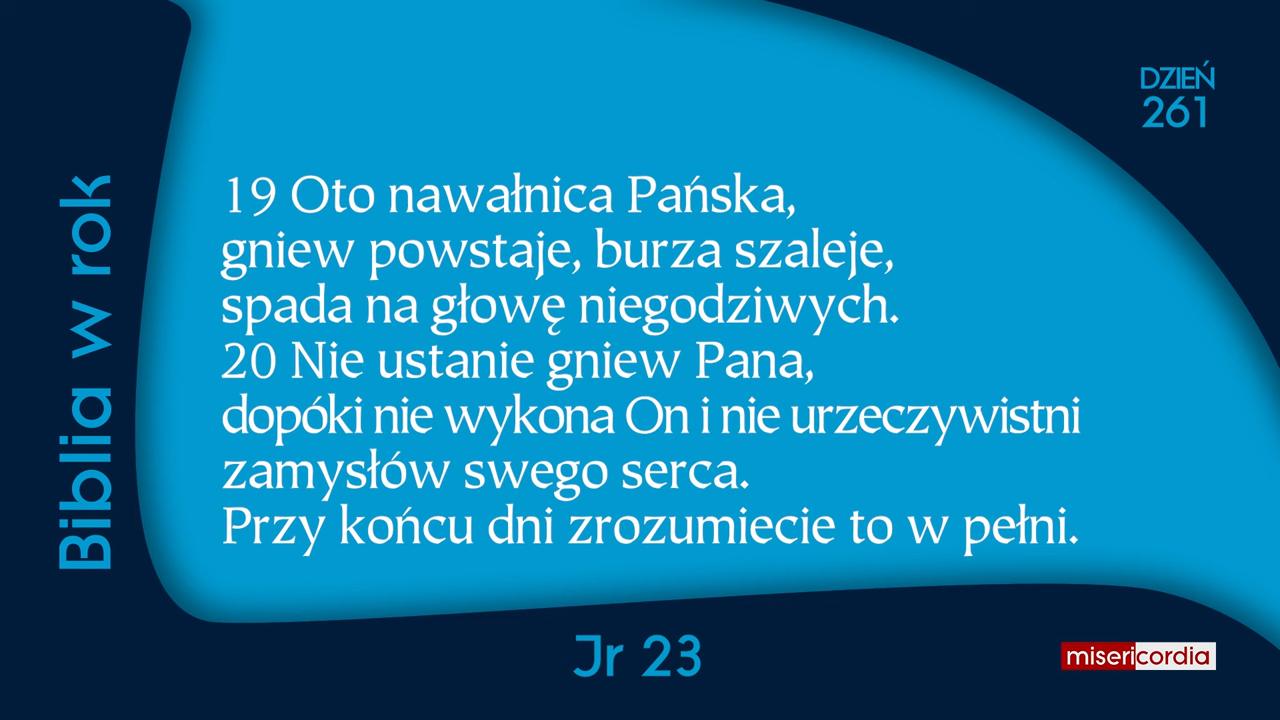 DZIEŃ
261
Biblia w rok
19 Oto nawałnica Pańska,
gniew powstaje, burza szaleje,
spada na głowę niegodziwych.
20 Nie ustanie gniew Pana,
dopóki nie wykona On i nie urzeczywistni
zamysłów swego serca.
Przy końcu dni zrozumiecie to w pełni.
Jr 23
misericordia